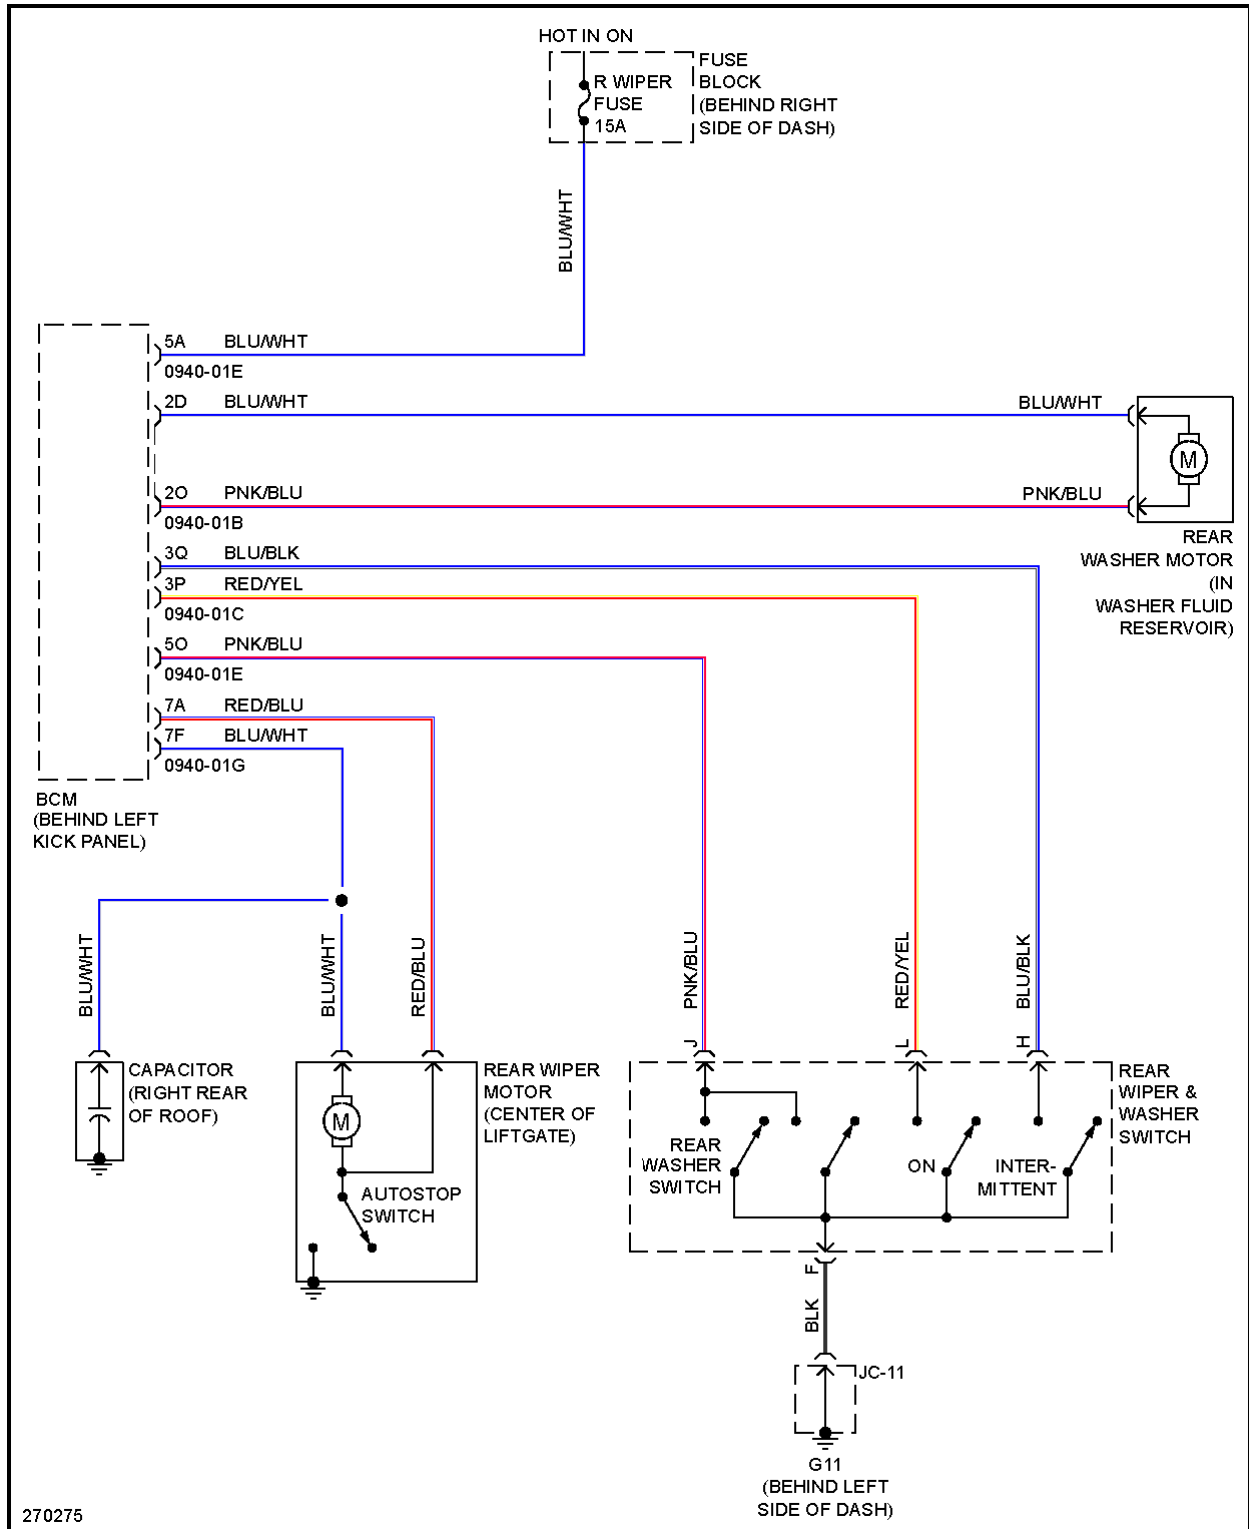 HOT IN ON
R WIPER
FUSE
15A
FUSE
BLOCK
(BEHIND RIGHT
SIDE OF DASH)
BLU/WHT
5A BLU/WHT
0940-01E
2D BLU/WHT
BLU/WHT
2O PNK/BLU
PNK/BLU
0940-01B
M
REAR
WASHER MOTOR
(IN
WASHER FLUID
RESERVOIR)
3Q BLU/BLK
3P RED/YEL
0940-01C
5O PNK/BLU
0940-01E
7A RED/BLU
7F BLU/WHT
0940-01G
BCM
(BEHIND LEFT
KICK PANEL)
BLU/WHT
BLU/WHT
RED/BLU
PNK/BLU
RED/YEL
BLU/BLK
J
L
H
CAPACITOR
(RIGHT REAR
OF ROOF)
M
AUTOSTOP
SWITCH
REAR WIPER
MOTOR
(CENTER OF
LIFTGATE)
REAR
WASHER
SWITCH
ON
INTER-
MITTENT
REAR
WIPER &
WASHER
SWITCH
F
BLK
JC-11
G11
(BEHIND LEFT
SIDE OF DASH)
270275